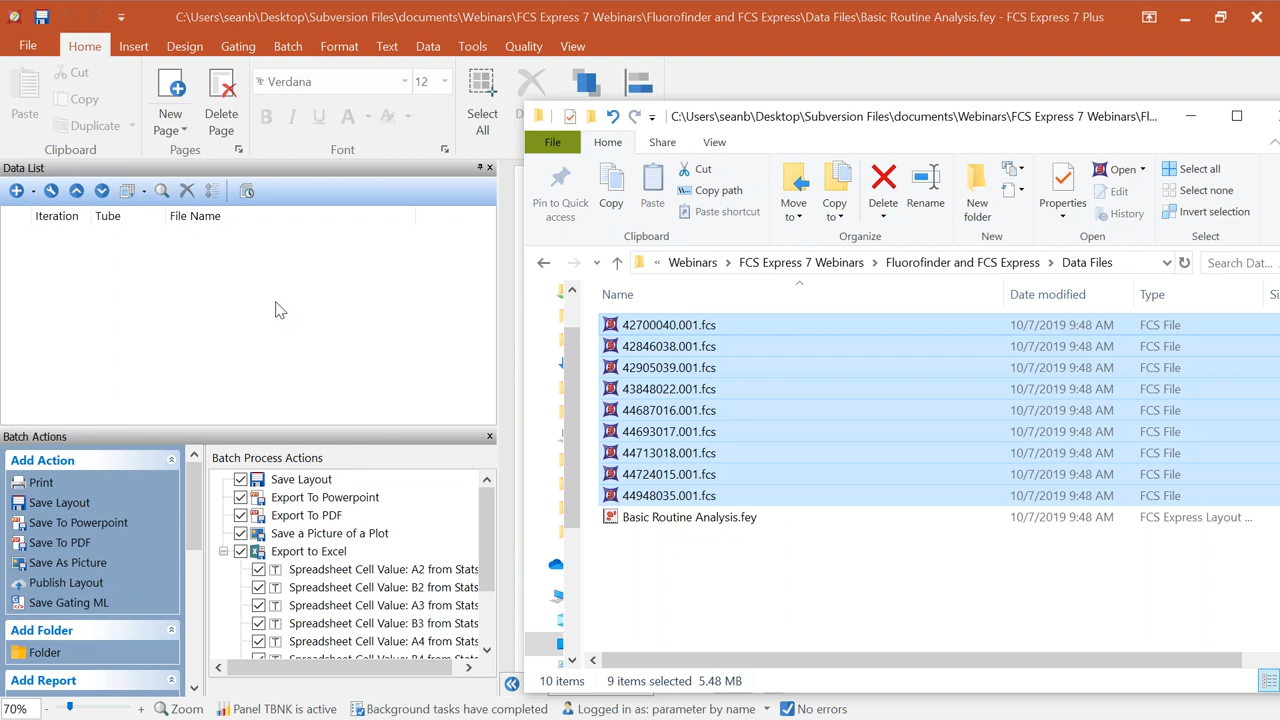 C:\Users\seanb\Desktop\Subversion Files\documents\Webinars\FCS Express 7 Webinars\Fluorofinder and FCS Express\Data Files\Basic Routine Analysis.fey - FCS Express 7 Plus
File Home Insert Design Gating Batch Format Text Data Tools Quality View
Paste
Cut
Copy
Duplicate
Clipboard
New Page
Delete Page
Pages
Verdana 12
B I U A
Font
Select All
Data List
Iteration Tube File Name
Batch Actions
Add Action
Print
Save Layout
Save To Powerpoint
Save To PDF
Save As Picture
Publish Layout
Save Gating ML
Add Folder
Folder
Add Report
Batch Process Actions
Save Layout
Export To Powerpoint
Export To PDF
Save a Picture of a Plot
Export to Excel
Spreadsheet Cell Value: A2 from Stats
Spreadsheet Cell Value: B2 from Stats
Spreadsheet Cell Value: A3 from Stats
Spreadsheet Cell Value: B3 from Stats
Spreadsheet Cell Value: A4 from Stats
Spreadsheet Cell Value: B4 from Stats
C:\Users\seanb\Desktop\Subversion Files\documents\Webinars\FCS Express 7 Webinars\Fl...
File Home Share View
Pin to Quick access
Copy
Paste
Cut
Copy path
Paste shortcut
Clipboard
Move to
Copy to
Delete
Rename
Organize
New folder
New
Properties
Open
Edit
History
Open
Select all
Select none
Invert selection
Select
« Webinars › FCS Express 7 Webinars › Fluorofinder and FCS Express › Data Files
Search Dat...
Name Date modified Type Si
42700040.001.fcs 10/7/2019 9:48 AM FCS File
42846038.001.fcs 10/7/2019 9:48 AM FCS File
42905039.001.fcs 10/7/2019 9:48 AM FCS File
43848022.001.fcs 10/7/2019 9:48 AM FCS File
44687016.001.fcs 10/7/2019 9:48 AM FCS File
44693017.001.fcs 10/7/2019 9:48 AM FCS File
44713018.001.fcs 10/7/2019 9:48 AM FCS File
44724015.001.fcs 10/7/2019 9:48 AM FCS File
44948035.001.fcs 10/7/2019 9:48 AM FCS File
Basic Routine Analysis.fey 10/7/2019 9:48 AM FCS Express Layout ...
10 items 9 items selected 5.48 MB
70% - + Zoom Panel TBNK is active Background tasks have completed Logged in as: parameter by name No errors